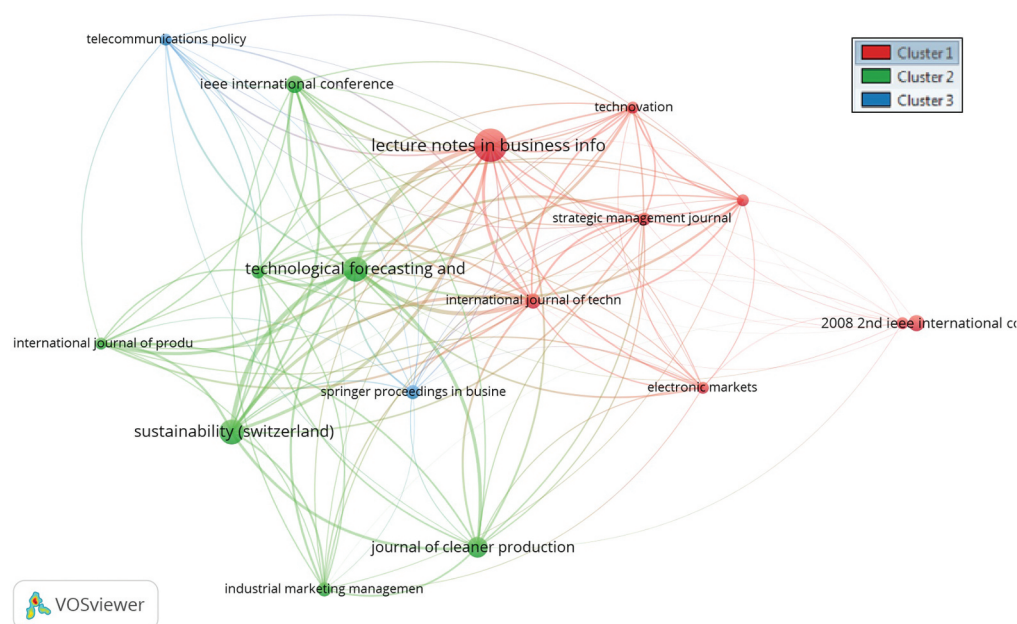 telecommunications policy
Cluster 1
Cluster 2
Cluster 3
ieee international conference
technovation
lecture notes in business info
strategic management journal
technological forecasting and
international journal of techn
2008 2nd ieee international co
international journal of produ
electronic markets
springer proceedings in busine
sustainability (switzerland)
journal of cleaner production
industrial marketing managemen
VOSviewer